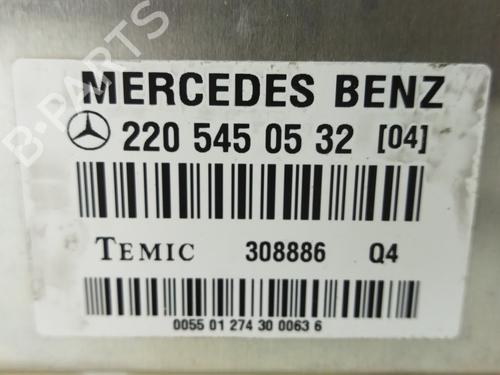 B-PARTS
MERCEDES BENZ
220 545 05 32 [04]
TEMIC 308886 Q4
0055 01 274 30 0063 6